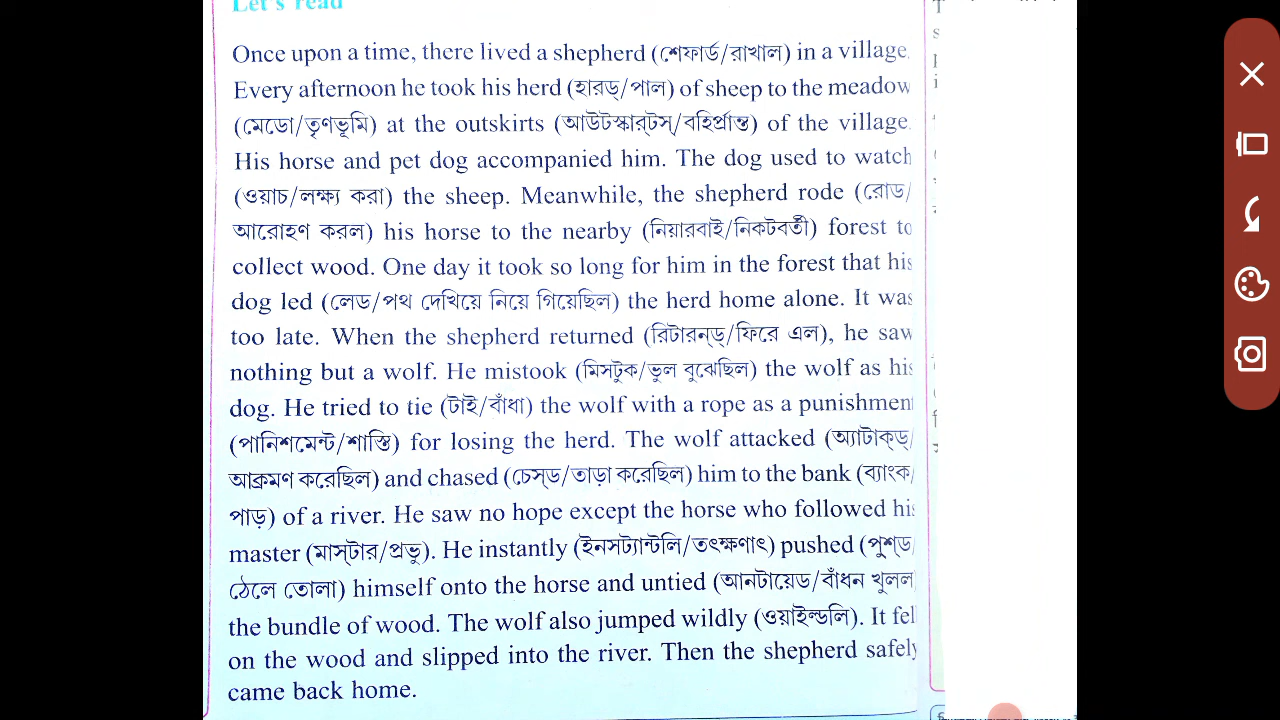 Let's read
Once upon a time, there lived a shepherd (শেফার্ড/রাখাল) in a village.
Every afternoon he took his herd (হারড্/পাল) of sheep to the meadow
(মেডো/তৃণভূমি) at the outskirts (আউটস্কার্টস্/বহির্প্রান্ত) of the village.
His horse and pet dog accompanied him. The dog used to watch
(ওয়াচ/লক্ষ্য করা) the sheep. Meanwhile, the shepherd rode (রোড/
আরোহণ করল) his horse to the nearby (নিয়ারবাই/নিকটবর্তী) forest to
collect wood. One day it took so long for him in the forest that his
dog led (লেড/পথ দেখিয়ে নিয়ে গিয়েছিল) the herd home alone. It was
too late. When the shepherd returned (রিটারন্ড্/ফিরে এল), he saw
nothing but a wolf. He mistook (মিসটুক/ভুল বুঝেছিল) the wolf as his
dog. He tried to tie (টাই/বাঁধা) the wolf with a rope as a punishmen
(পানিশমেন্ট/শাস্তি) for losing the herd. The wolf attacked (অ্যাটাক্ড্/
আক্রমণ করেছিল) and chased (চেস্ড/তাড়া করেছিল) him to the bank (ব্যাংক/
পাড়) of a river. He saw no hope except the horse who followed his
master (মাস্টার/প্রভু). He instantly (ইনসট্যান্টলি/তৎক্ষণাৎ) pushed (পুশ্ড/
ঠেলে তোলা) himself onto the horse and untied (আনটায়েড/বাঁধন খুলল
the bundle of wood. The wolf also jumped wildly (ওয়াইল্ডলি). It fel
on the wood and slipped into the river. Then the shepherd safely
came back home.